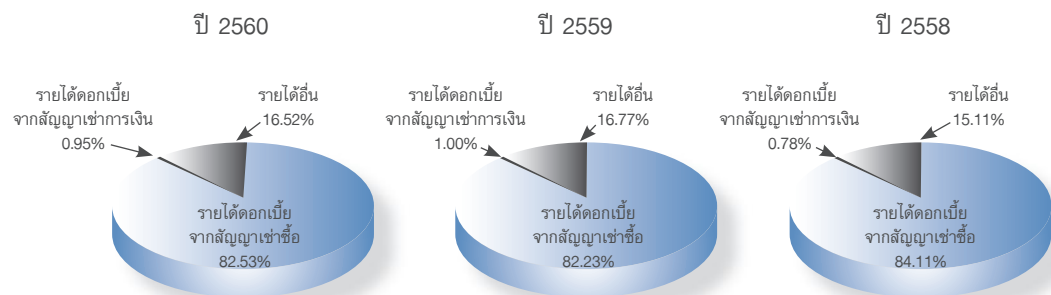 ปี 2560
รายได้ดอกเบี้ย
จากสัญญาเช่าการเงิน
0.95%
รายได้อื่น
16.52%
รายได้ดอกเบี้ย
จากสัญญาเช่าซื้อ
82.53%
ปี 2559
รายได้ดอกเบี้ย
จากสัญญาเช่าการเงิน
1.00%
รายได้อื่น
16.77%
รายได้ดอกเบี้ย
จากสัญญาเช่าซื้อ
82.23%
ปี 2558
รายได้ดอกเบี้ย
จากสัญญาเช่าการเงิน
0.78%
รายได้อื่น
15.11%
รายได้ดอกเบี้ย
จากสัญญาเช่าซื้อ
84.11%